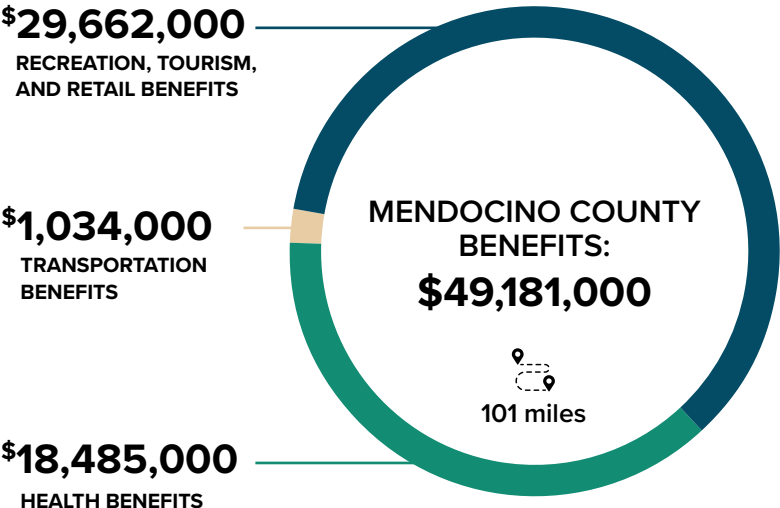 $29,662,000
RECREATION, TOURISM,
AND RETAIL BENEFITS
$1,034,000
TRANSPORTATION
BENEFITS
$18,485,000
HEALTH BENEFITS
MENDOCINO COUNTY
BENEFITS:
$49,181,000
101 miles